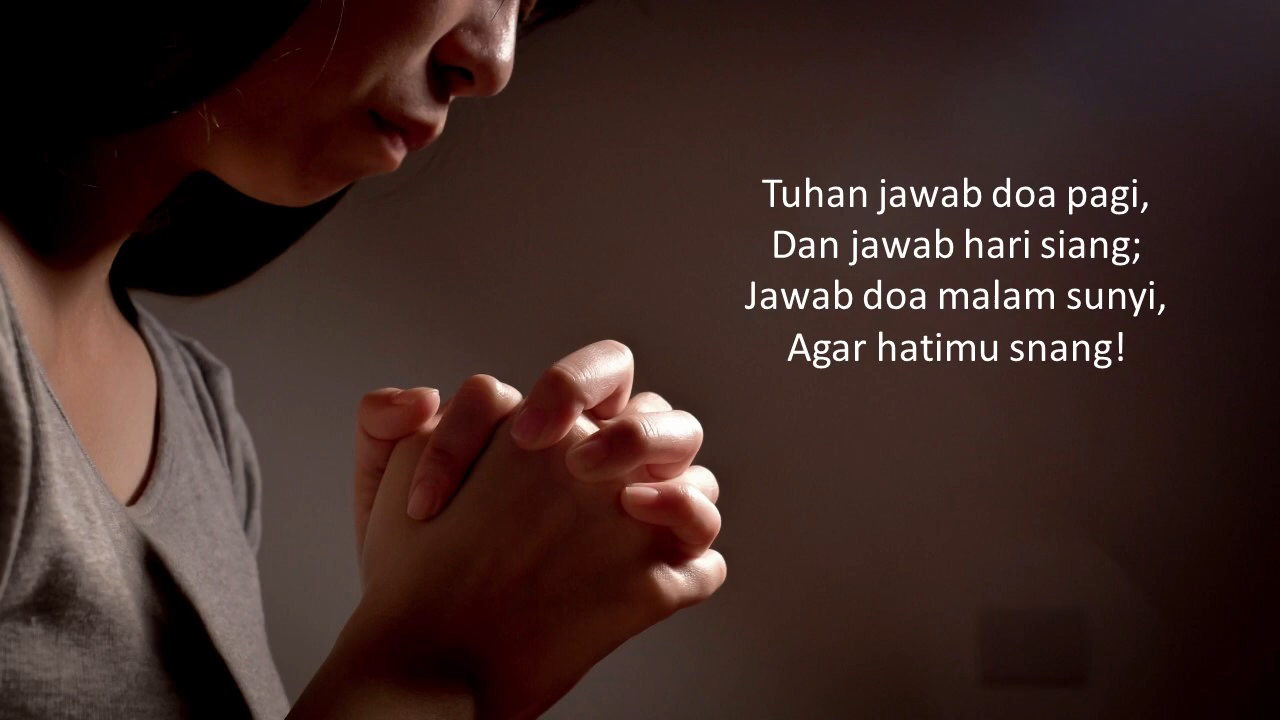 Tuhan jawab doa pagi,
Dan jawab hari siang;
Jawab doa malam sunyi,
Agar hatimu snang!